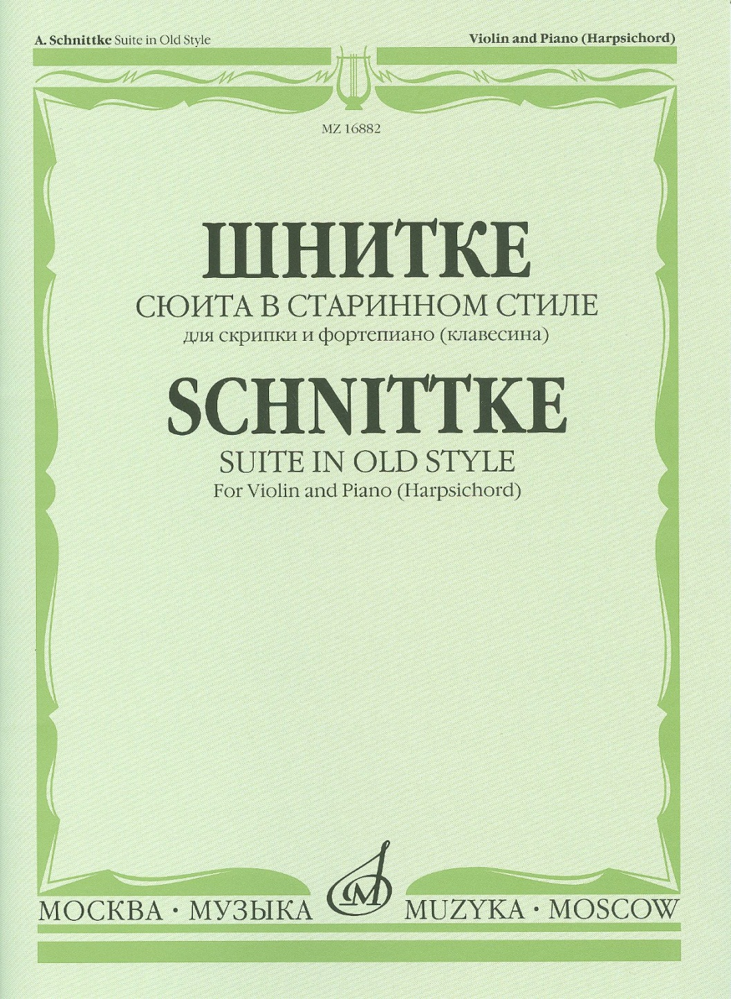 A. Schnittke Suite in Old Style
Violin and Piano (Harpsichord)
MZ 16882
ШНИТКЕ
СЮИТА В СТАРИННОМ СТИЛЕ
для скрипки и фортепиано (клавесина)
SCHNITTKE
SUITE IN OLD STYLE
For Violin and Piano (Harpsichord)
М
МОСКВА · МУЗЫКА
MUZYKA · MOSCOW